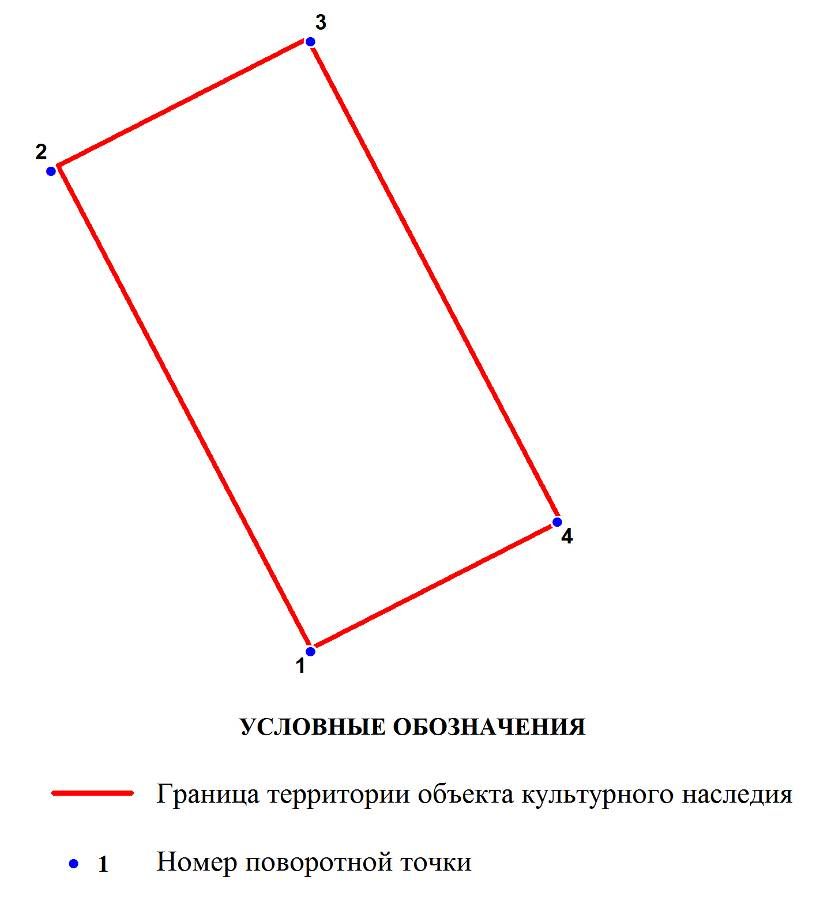 3
2
4
1
УСЛОВНЫЕ ОБОЗНАЧЕНИЯ
Граница территории объекта культурного наследия
1 Номер поворотной точки